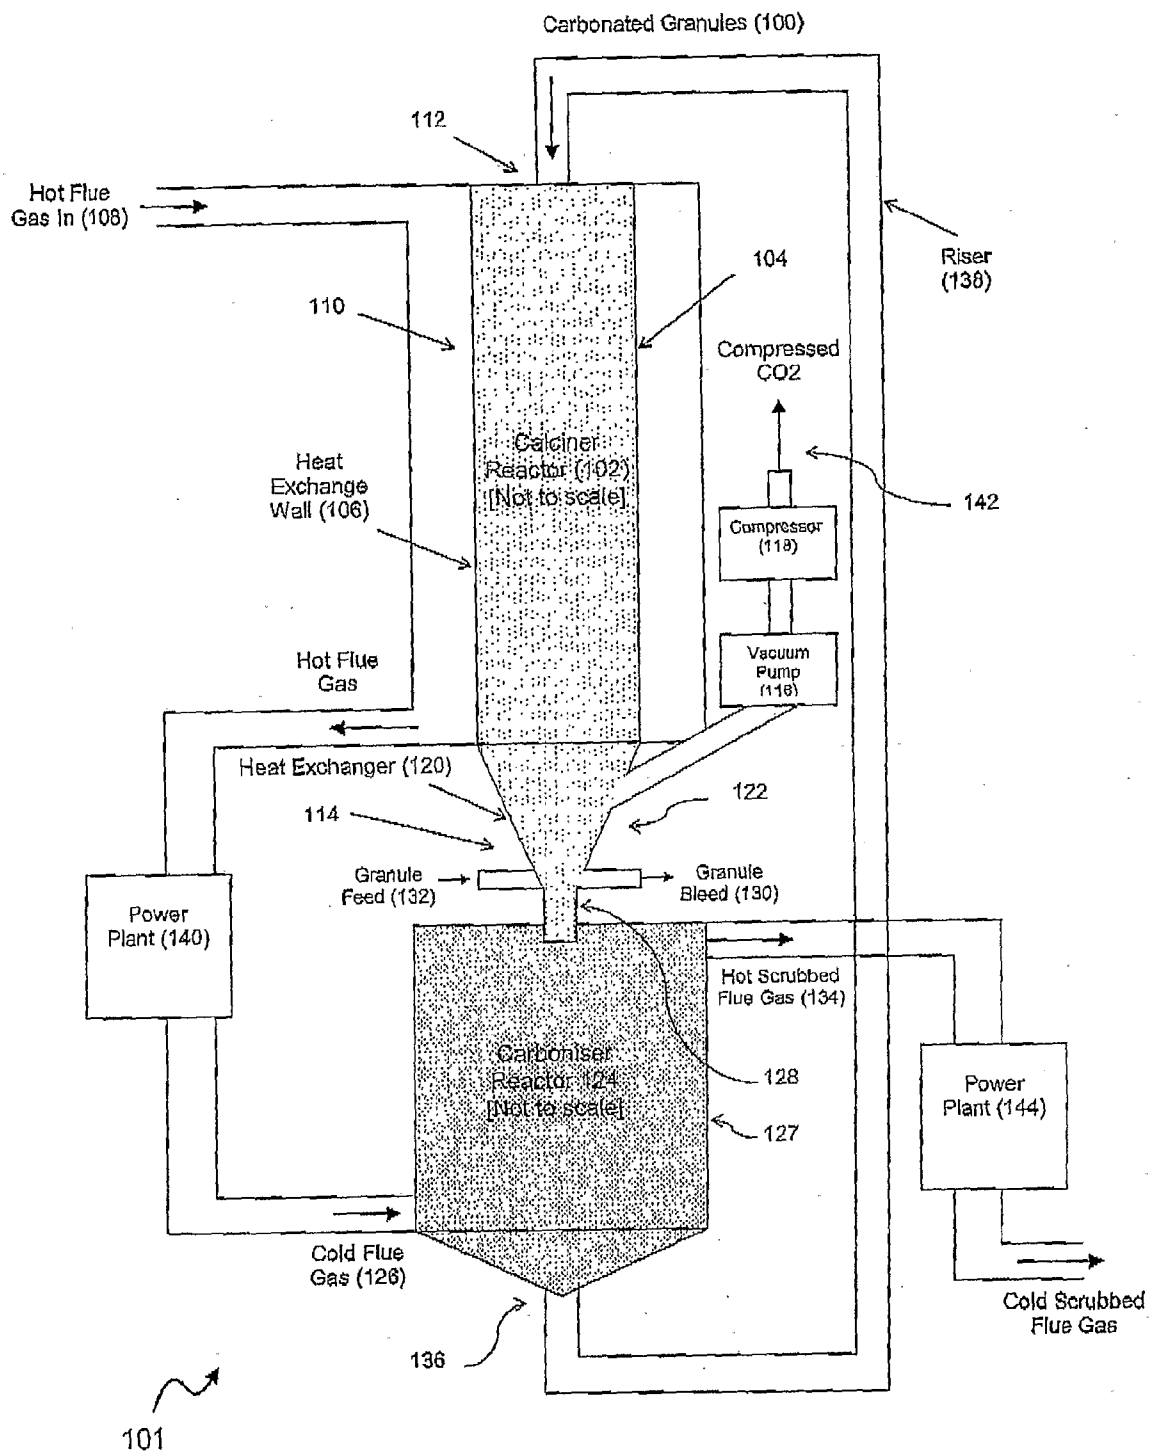 Carbonated Granules (100)
112
Hot Flue
Gas In (108)
104
Riser
(138)
110
Compressed
CO2
Calciner
Reactor (102)
[Not to scale]
Heat
Exchange
Wall (106)
142
Compressor
(118)
Hot Flue
Gas
Vacuum
Pump
(116)
Heat Exchanger (120)
122
114
Granule
Feed (132)
Granule
Bleed (130)
Power
Plant (140)
Hot Scrubbed
Flue Gas (134)
Carboniser
Reactor 124
[Not to scale]
128
Power
Plant (144)
127
Cold Flue
Gas (126)
Cold Scrubbed
Flue Gas
136
101